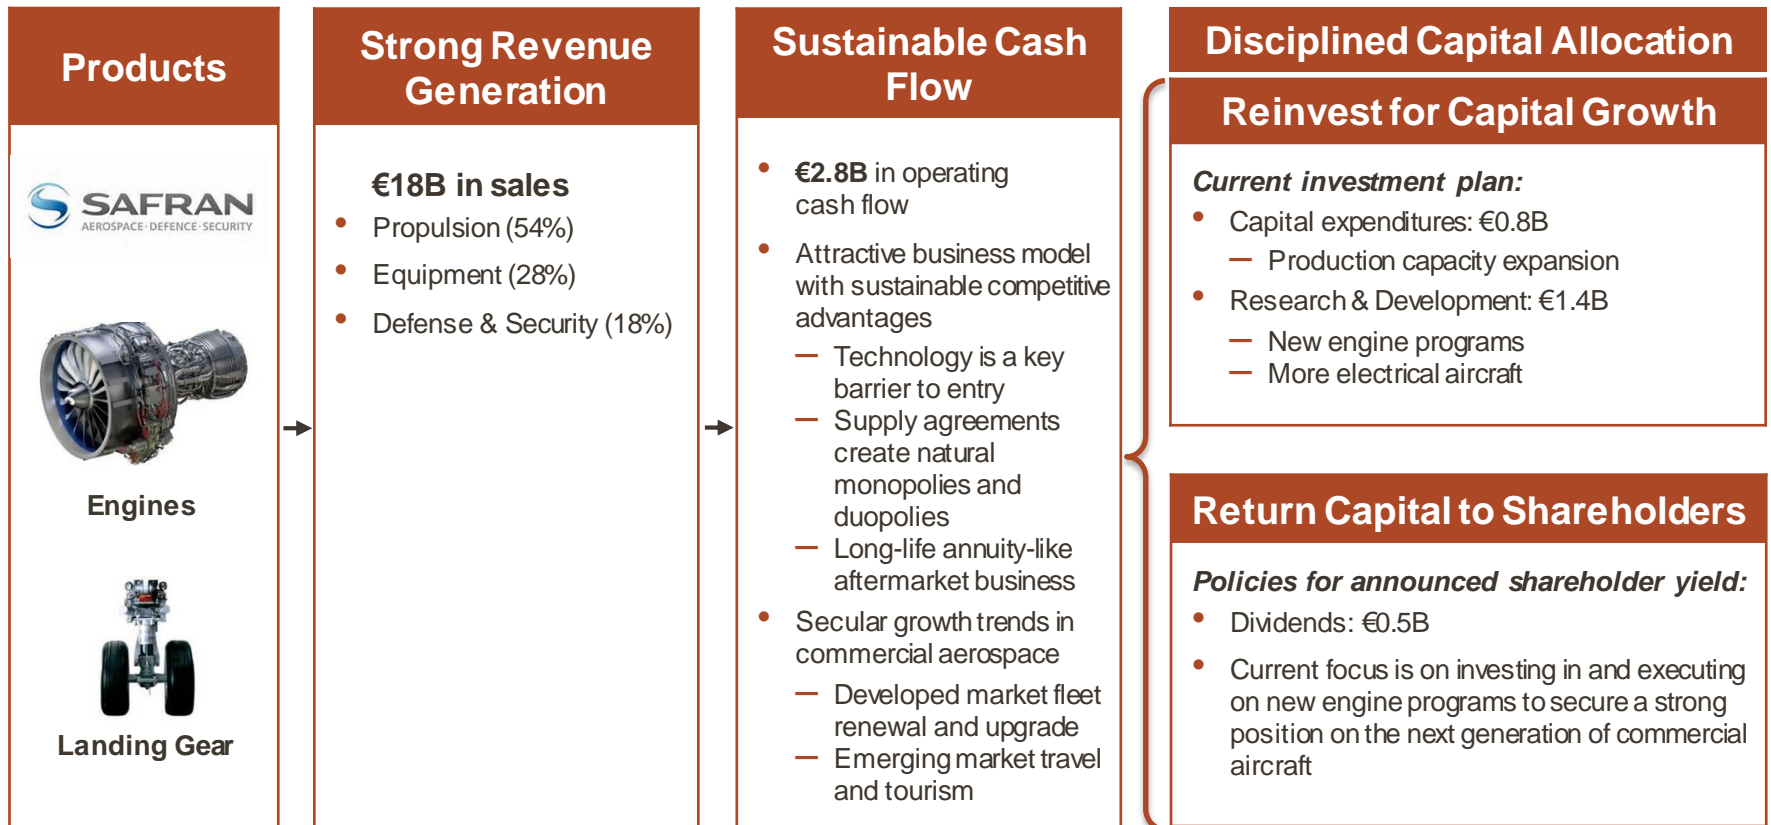 Products
SAFRAN
AEROSPACE · DEFENCE · SECURITY
Engines
Landing Gear
Strong Revenue
Generation
€18B in sales
• Propulsion (54%)
• Equipment (28%)
• Defense & Security (18%)
Sustainable Cash
Flow
• €2.8B in operating
cash flow
• Attractive business model
with sustainable competitive
advantages
— Technology is a key
barrier to entry
— Supply agreements
create natural
monopolies and
duopolies
— Long-life annuity-like
aftermarket business
• Secular growth trends in
commercial aerospace
— Developed market fleet
renewal and upgrade
— Emerging market travel
and tourism
Disciplined Capital Allocation
Reinvest for Capital Growth
Current investment plan:
• Capital expenditures: €0.8B
— Production capacity expansion
• Research & Development: €1.4B
— New engine programs
— More electrical aircraft
Return Capital to Shareholders
Policies for announced shareholder yield:
• Dividends: €0.5B
• Current focus is on investing in and executing
on new engine programs to secure a strong
position on the next generation of commercial
aircraft